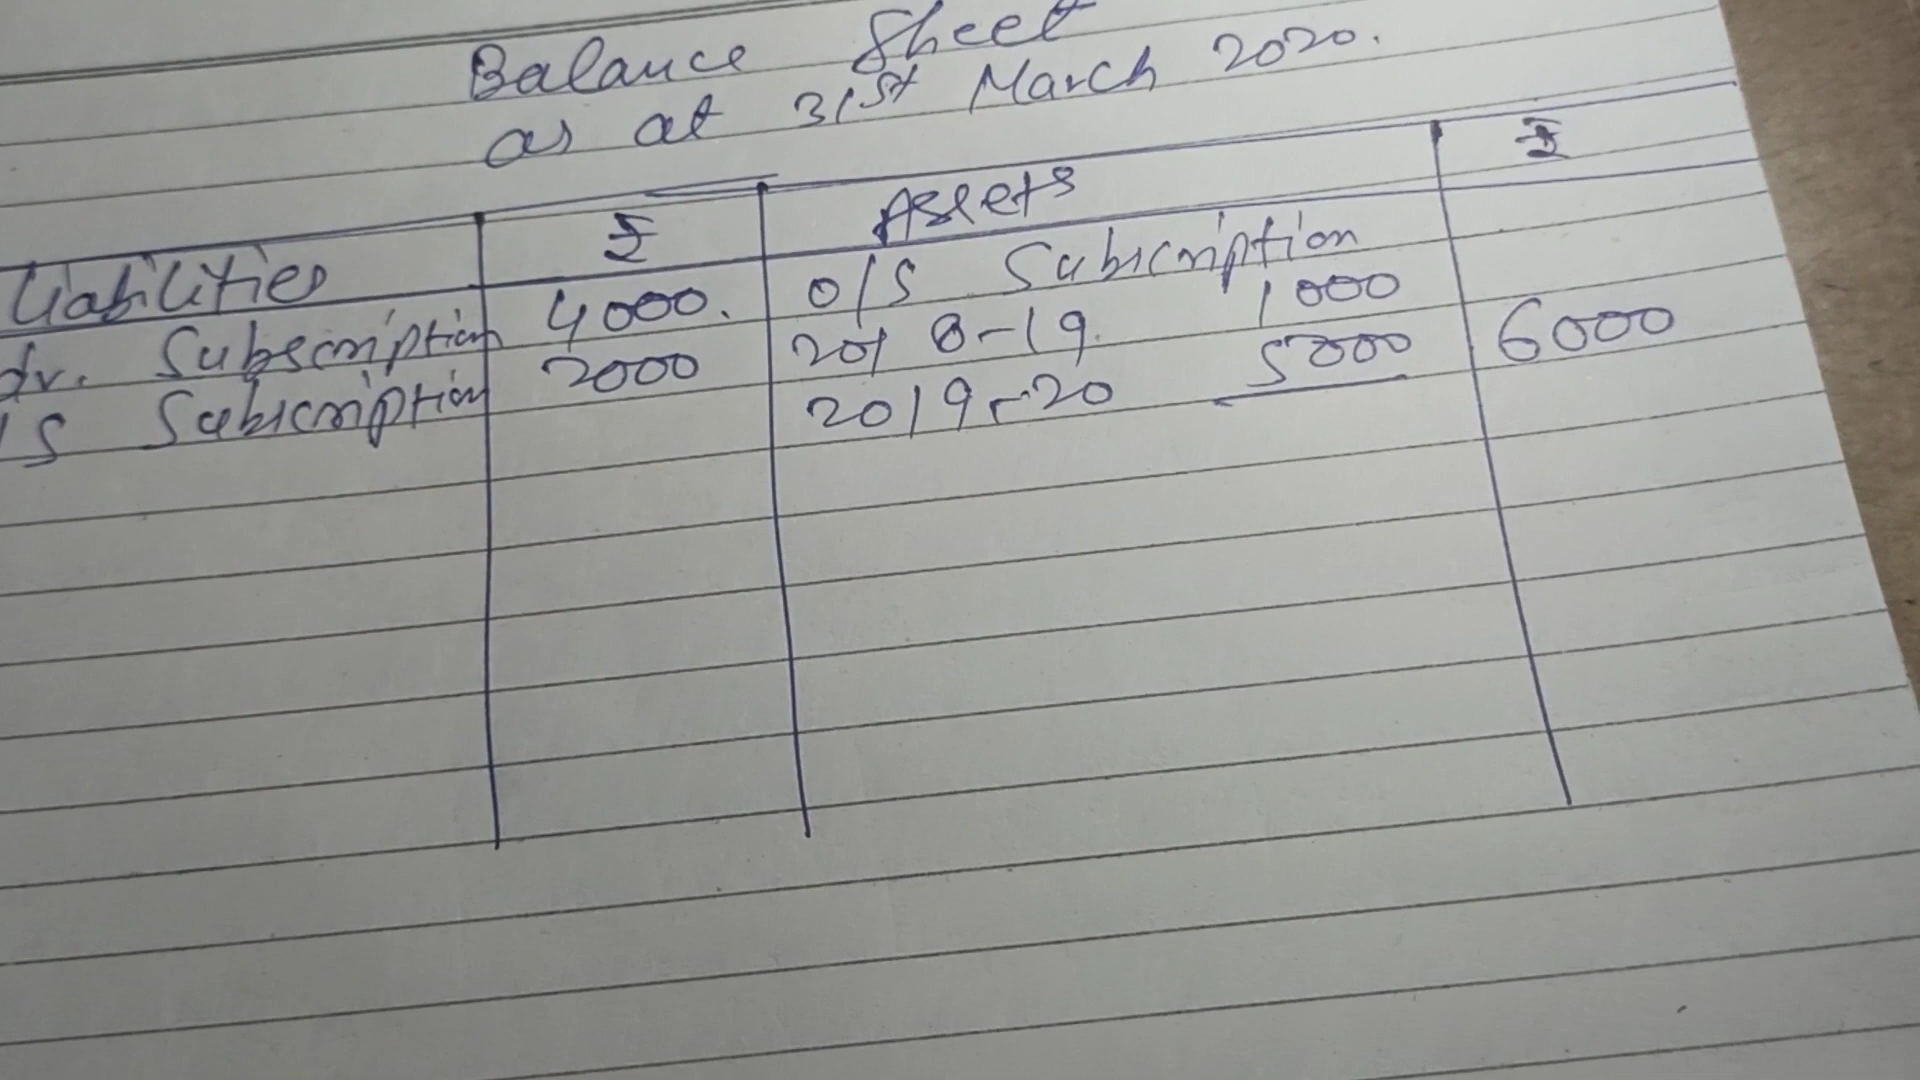 Balance Sheet
as at 31st March 2020.
Liabilities ₹ Assets ₹
dv. Subscription 4000. O/S Subscription
/S Subscription 2000 2018-19. 1000
2019-20 5000 6000